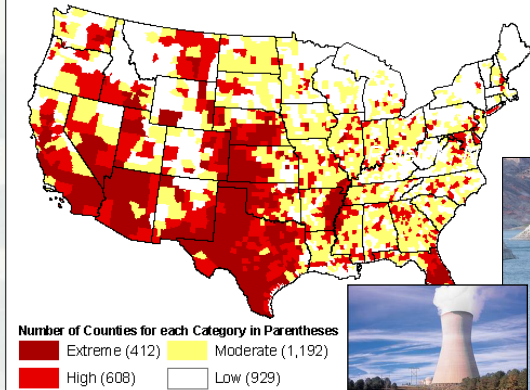 Number of Counties for each Category in Parentheses
Extreme (412) Moderate (1,192)
High (608) Low (929)